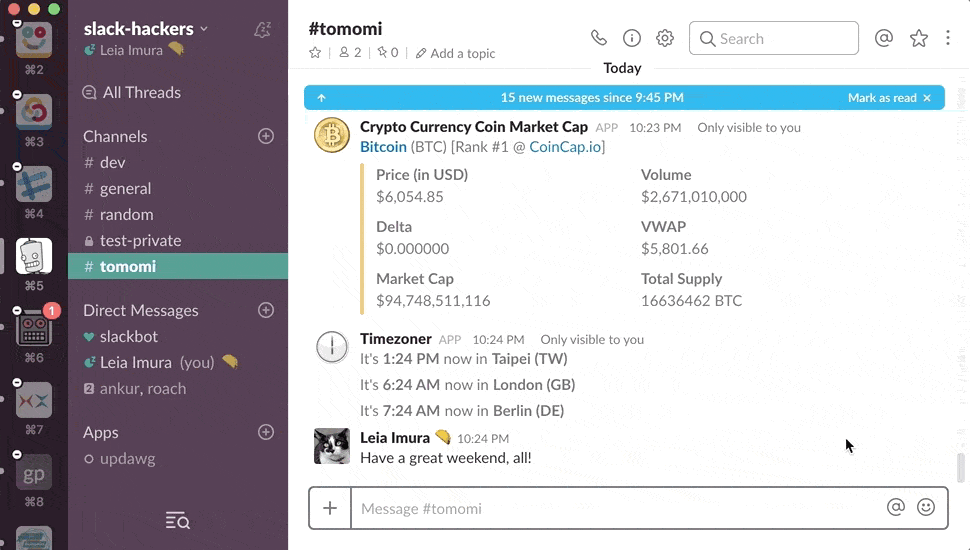 ⌘2
⌘3
⌘4
⌘5
1
⌘6
⌘7
gp
⌘8
slack-hackers
Leia Imura
All Threads
Channels
# dev
# general
# random
test-private
# tomomi
Direct Messages
slackbot
Leia Imura (you)
2 ankur, roach
Apps
updawg
#tomomi
2 | 0 | Add a topic
Search
Today
15 new messages since 9:45 PM Mark as read
Crypto Currency Coin Market Cap APP 10:23 PM Only visible to you
Bitcoin (BTC) [Rank #1 @ CoinCap.io]
Price (in USD) Volume
$6,054.85 $2,671,010,000
Delta VWAP
$0.000000 $5,801.66
Market Cap Total Supply
$94,748,511,116 16636462 BTC
Timezoner APP 10:24 PM Only visible to you
It's 1:24 PM now in Taipei (TW)
It's 6:24 AM now in London (GB)
It's 7:24 AM now in Berlin (DE)
Leia Imura 10:24 PM
Have a great weekend, all!
Message #tomomi